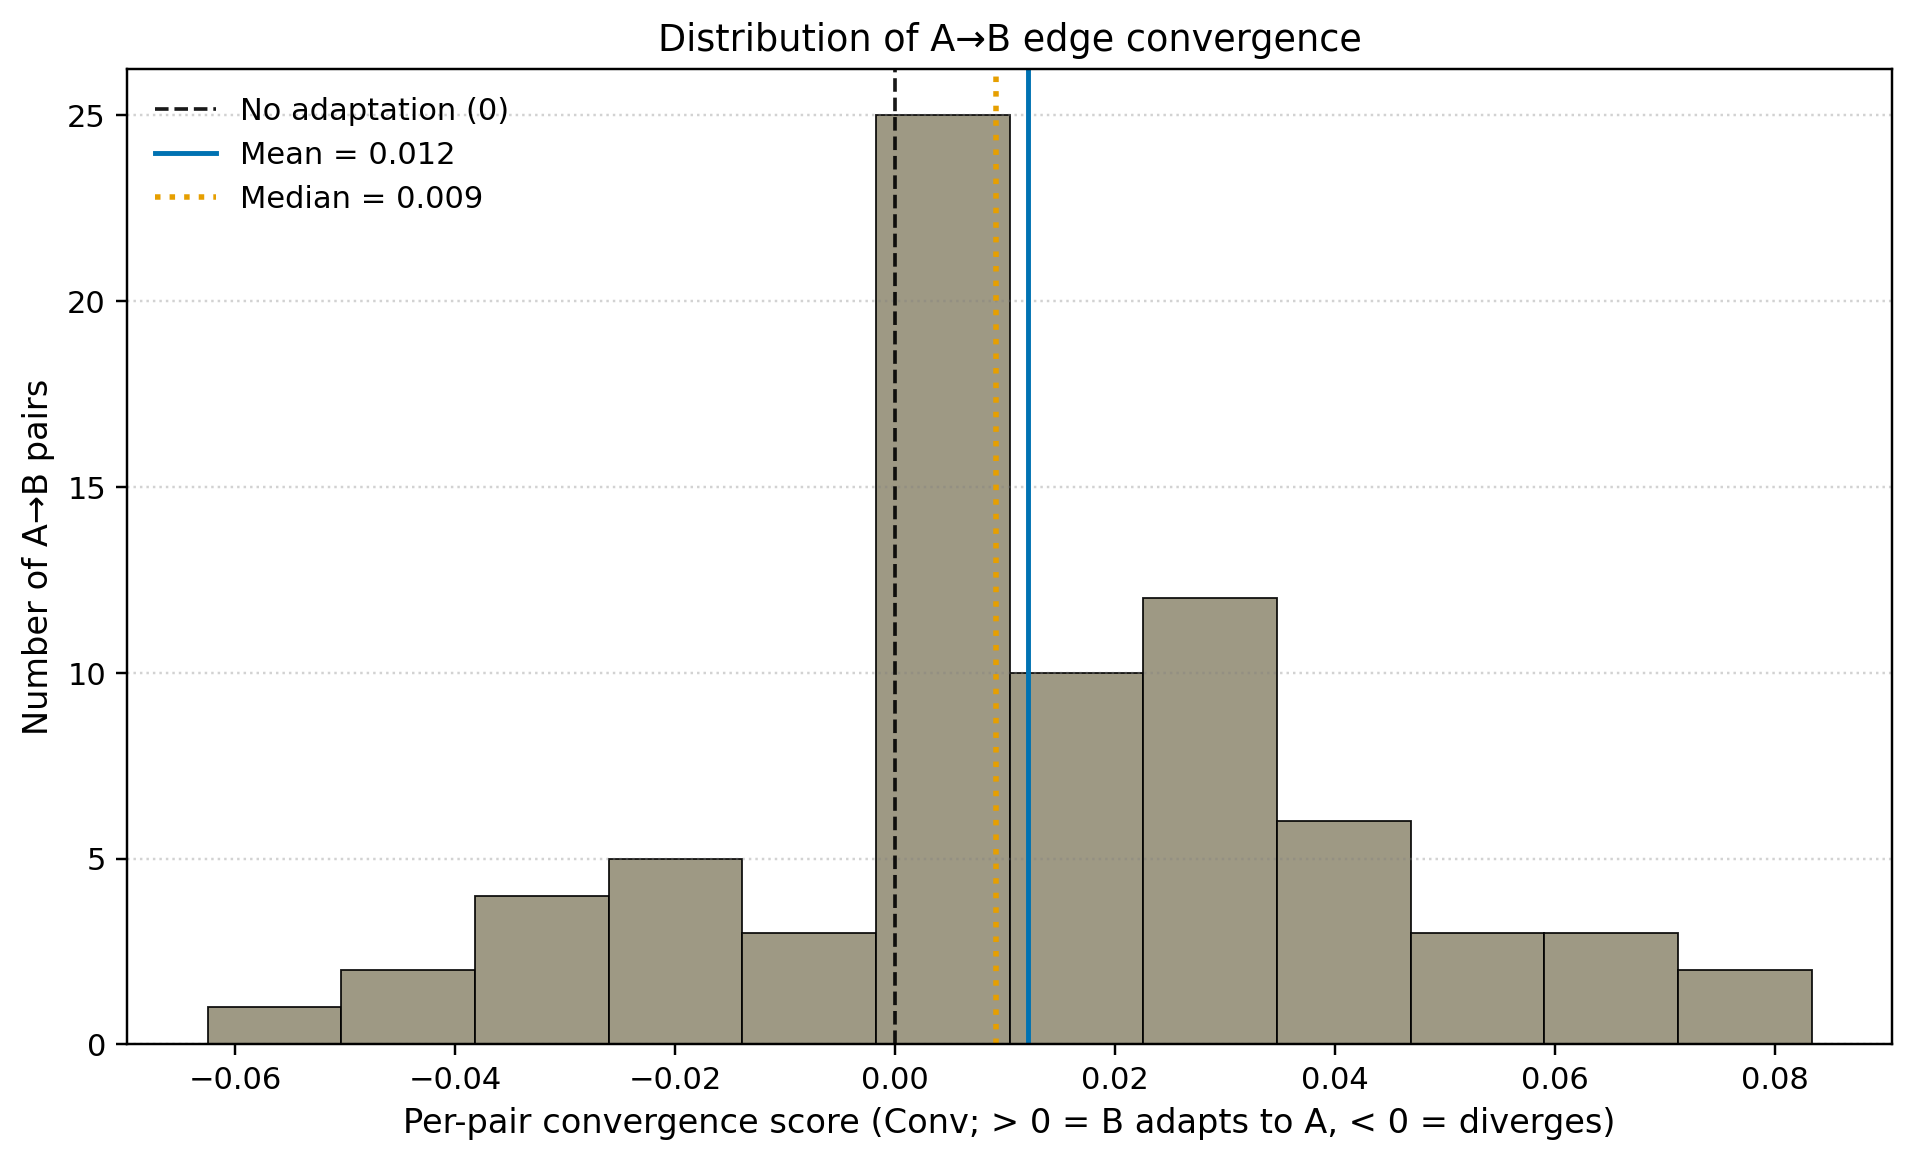 Distribution of A→B edge convergence
No adaptation (0)
Mean = 0.012
Median = 0.009
Number of A→B pairs
25
20
15
10
5
0
−0.06 −0.04 −0.02 0.00 0.02 0.04 0.06 0.08
Per-pair convergence score (Conv; > 0 = B adapts to A, < 0 = diverges)